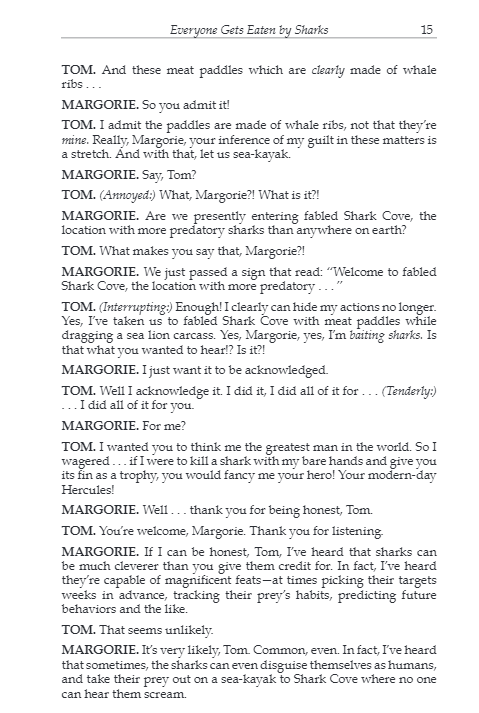 Everyone Gets Eaten by Sharks 15
TOM. And these meat paddles which are clearly made of whale
ribs . . .
MARGORIE. So you admit it!
TOM. I admit the paddles are made of whale ribs, not that they're
mine. Really, Margorie, your inference of my guilt in these matters is
a stretch. And with that, let us sea-kayak.
MARGORIE. Say, Tom?
TOM. (Annoyed:) What, Margorie?! What is it?!
MARGORIE. Are we presently entering fabled Shark Cove, the
location with more predatory sharks than anywhere on earth?
TOM. What makes you say that, Margorie?!
MARGORIE. We just passed a sign that read: “Welcome to fabled
Shark Cove, the location with more predatory . . . ”
TOM. (Interrupting:) Enough! I clearly can hide my actions no longer.
Yes, I've taken us to fabled Shark Cove with meat paddles while
dragging a sea lion carcass. Yes, Margorie, yes, I'm baiting sharks. Is
that what you wanted to hear!? Is it?!
MARGORIE. I just want it to be acknowledged.
TOM. Well I acknowledge it. I did it, I did all of it for . . . (Tenderly:)
. . . I did all of it for you.
MARGORIE. For me?
TOM. I wanted you to think me the greatest man in the world. So I
wagered . . . if I were to kill a shark with my bare hands and give you
its fin as a trophy, you would fancy me your hero! Your modern-day
Hercules!
MARGORIE. Well . . . thank you for being honest, Tom.
TOM. You're welcome, Margorie. Thank you for listening.
MARGORIE. If I can be honest, Tom, I've heard that sharks can
be much cleverer than you give them credit for. In fact, I've heard
they're capable of magnificent feats—at times picking their targets
weeks in advance, tracking their prey's habits, predicting future
behaviors and the like.
TOM. That seems unlikely.
MARGORIE. It's very likely, Tom. Common, even. In fact, I've heard
that sometimes, the sharks can even disguise themselves as humans,
and take their prey out on a sea-kayak to Shark Cove where no one
can hear them scream.